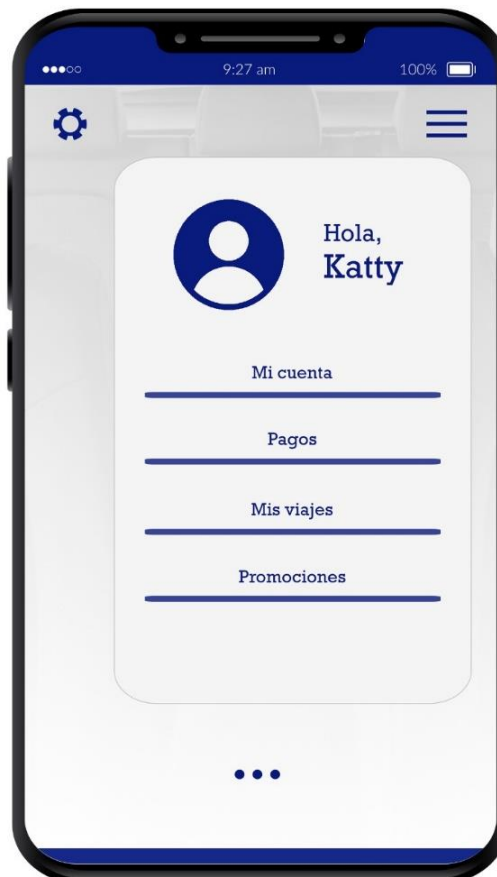 9:27 am
100%
Hola,
Katty
Mi cuenta
Pagos
Mis viajes
Promociones